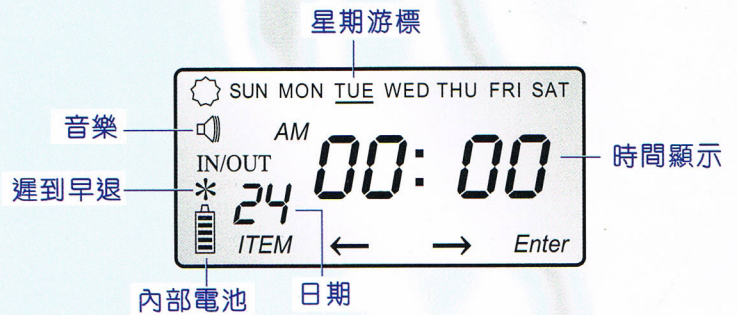 星期游標
SUN MON TUE WED THU FRI SAT
音樂
AM
00:00
時間顯示
IN/OUT
遲到早退
*
24
ITEM ← → Enter
內部電池
日期